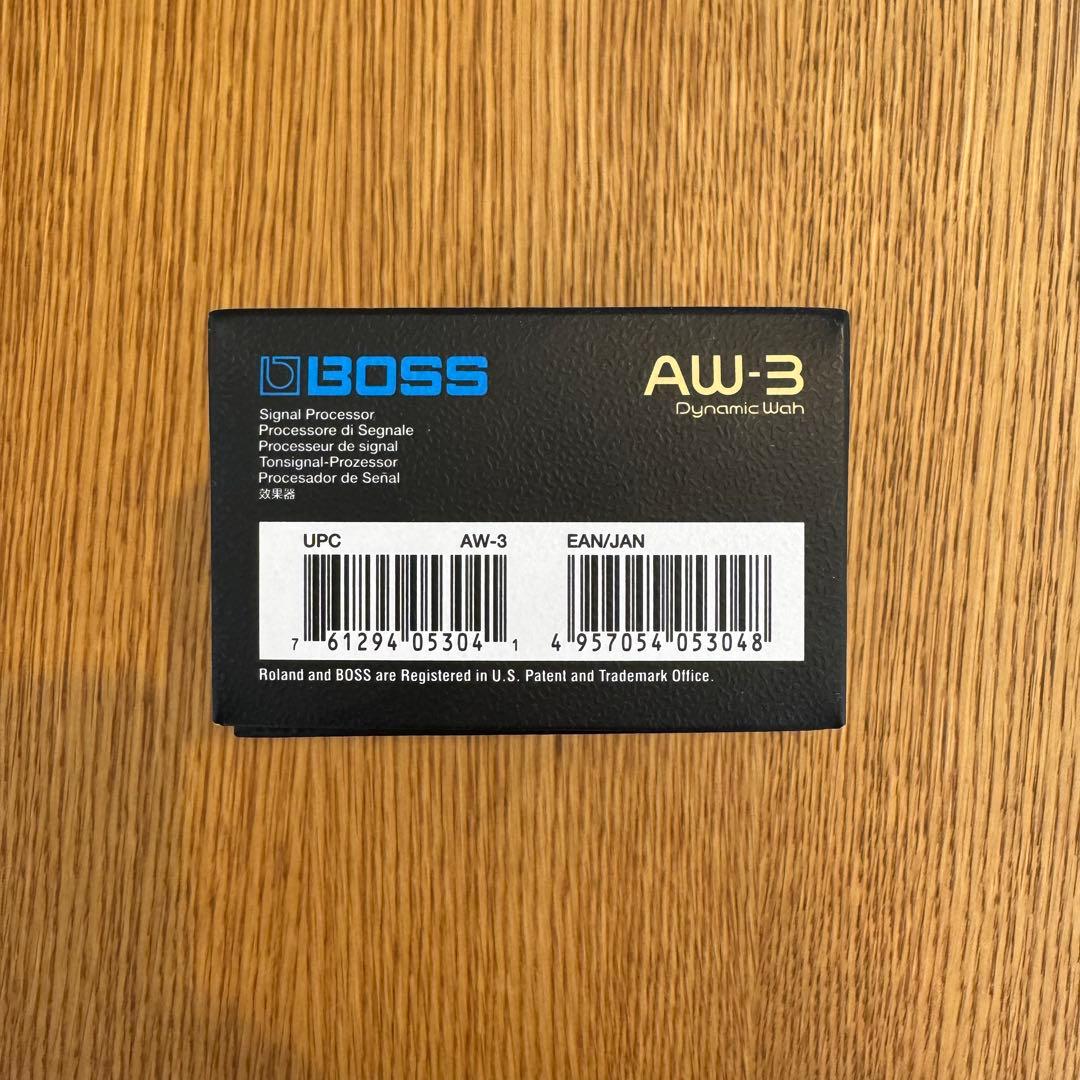 BOSS
AW-3
Dynamic Wah
Signal Processor
Processore di Segnale
Processeur de signal
Tonsignal-Prozessor
Procesador de Señal
效果器
UPC AW-3
7 61294 05304 1
EAN/JAN
4 957054 053048
Roland and BOSS are Registered in U.S. Patent and Trademark Office.